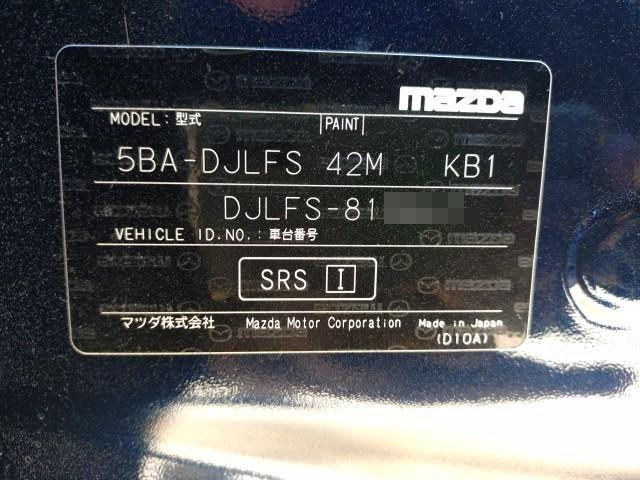 mazda
MODEL: 型式 PAINT
5BA-DJLFS 42M KB1
DJLFS-81
VEHICLE ID.NO.: 車台番号
SRS I
マツダ株式会社 Mazda Motor Corporation Made in Japan
(D10A)